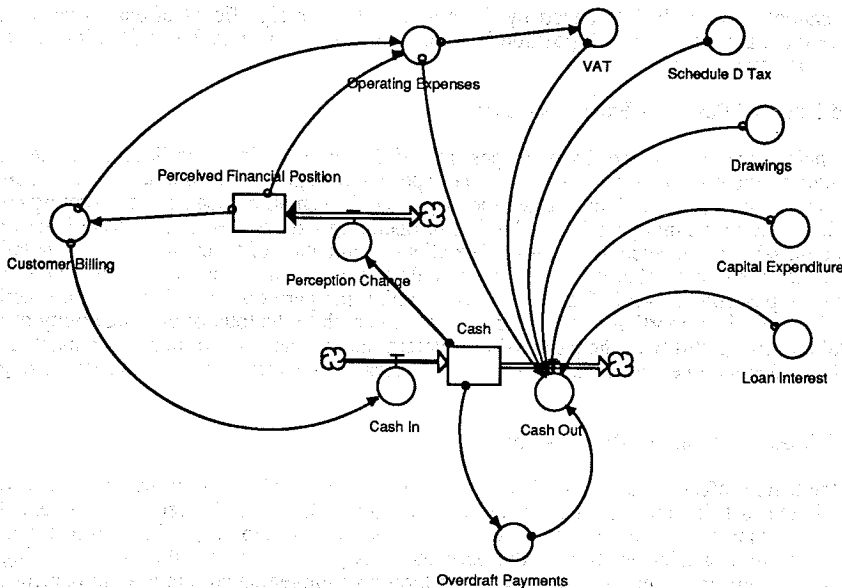 Operating Expenses
VAT
Schedule D Tax
Drawings
Perceived Financial Position
Customer Billing
Perception Change
Capital Expenditure
Cash
Loan Interest
Cash In
Cash Out
Overdraft Payments